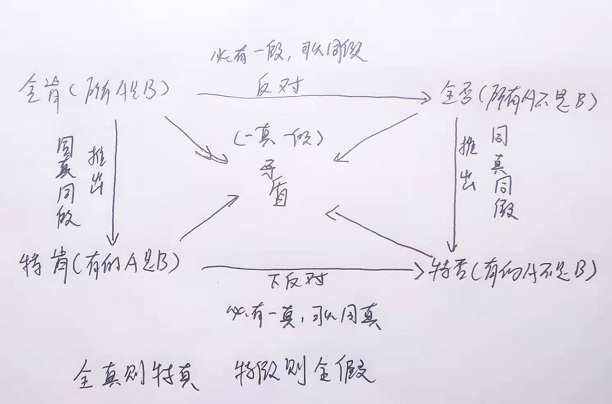 必有一假，可以同假
全肯(所有A是B)
反对
全否(所有A不是B)
同真同假
推出
(一真一假)
矛盾
推出
同真同假
特肯(有的A是B)
下反对
特否(有的A不是B)
必有一真，可以同真
全真则特真 特假则全假